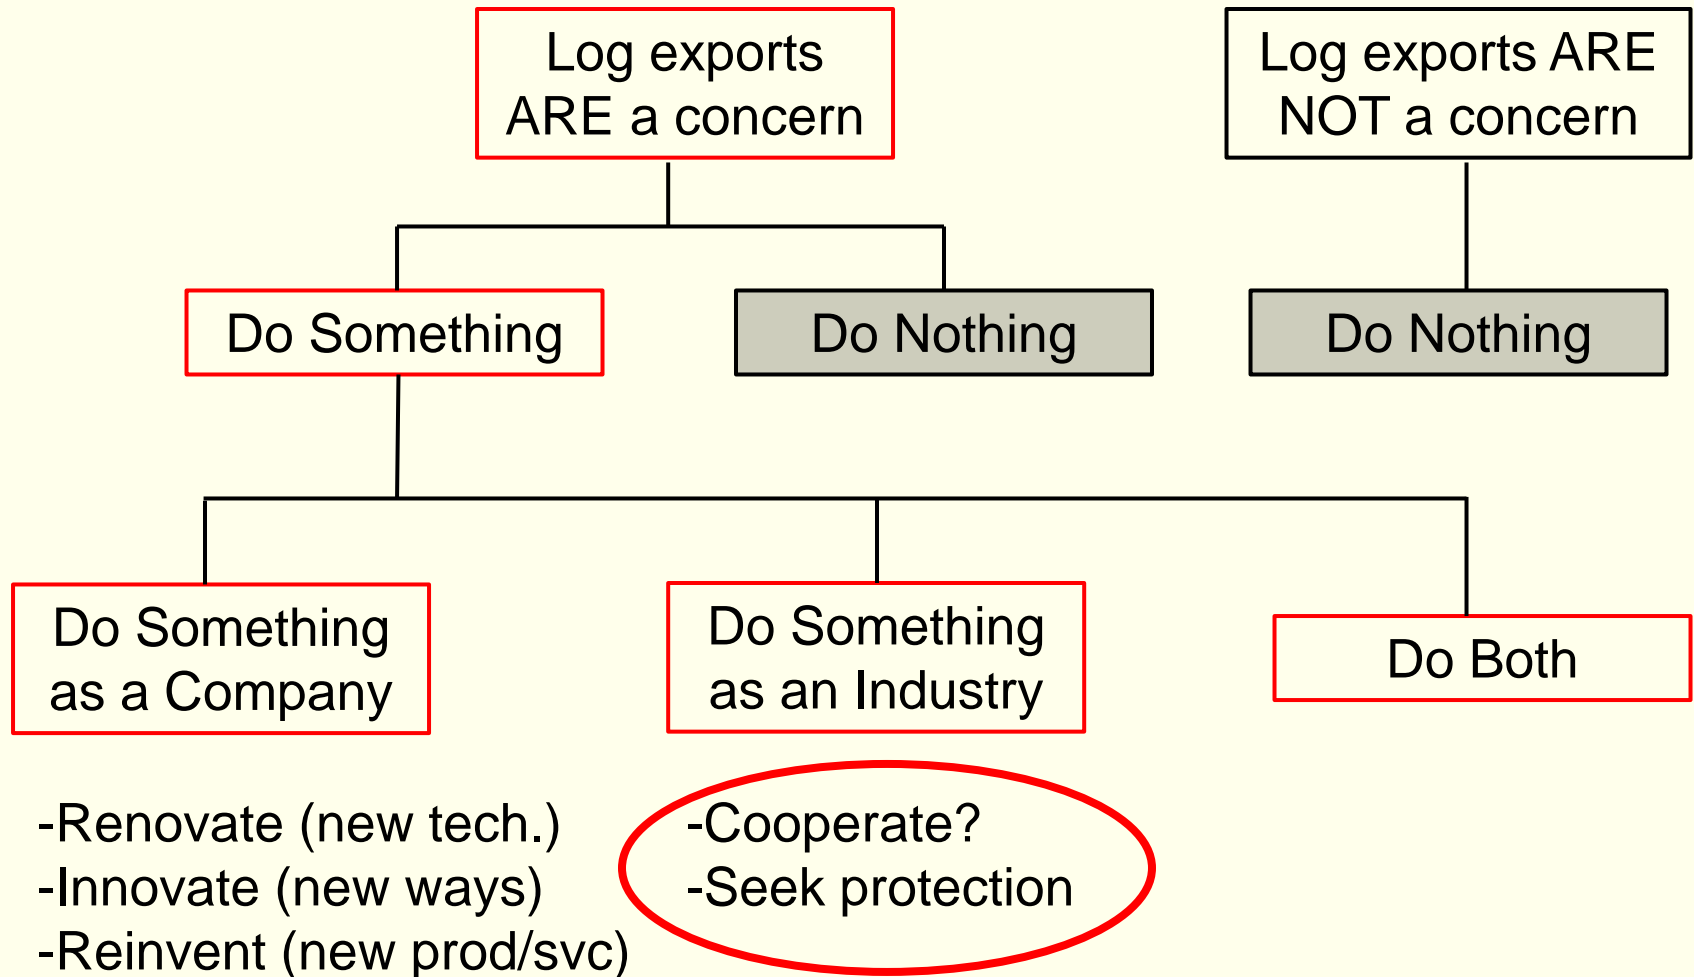 Log exports
ARE a concern
Log exports ARE
NOT a concern
Do Something
Do Nothing
Do Nothing
Do Something
as a Company
Do Something
as an Industry
Do Both
-Renovate (new tech.)
-Innovate (new ways)
-Reinvent (new prod/svc)
-Cooperate?
-Seek protection